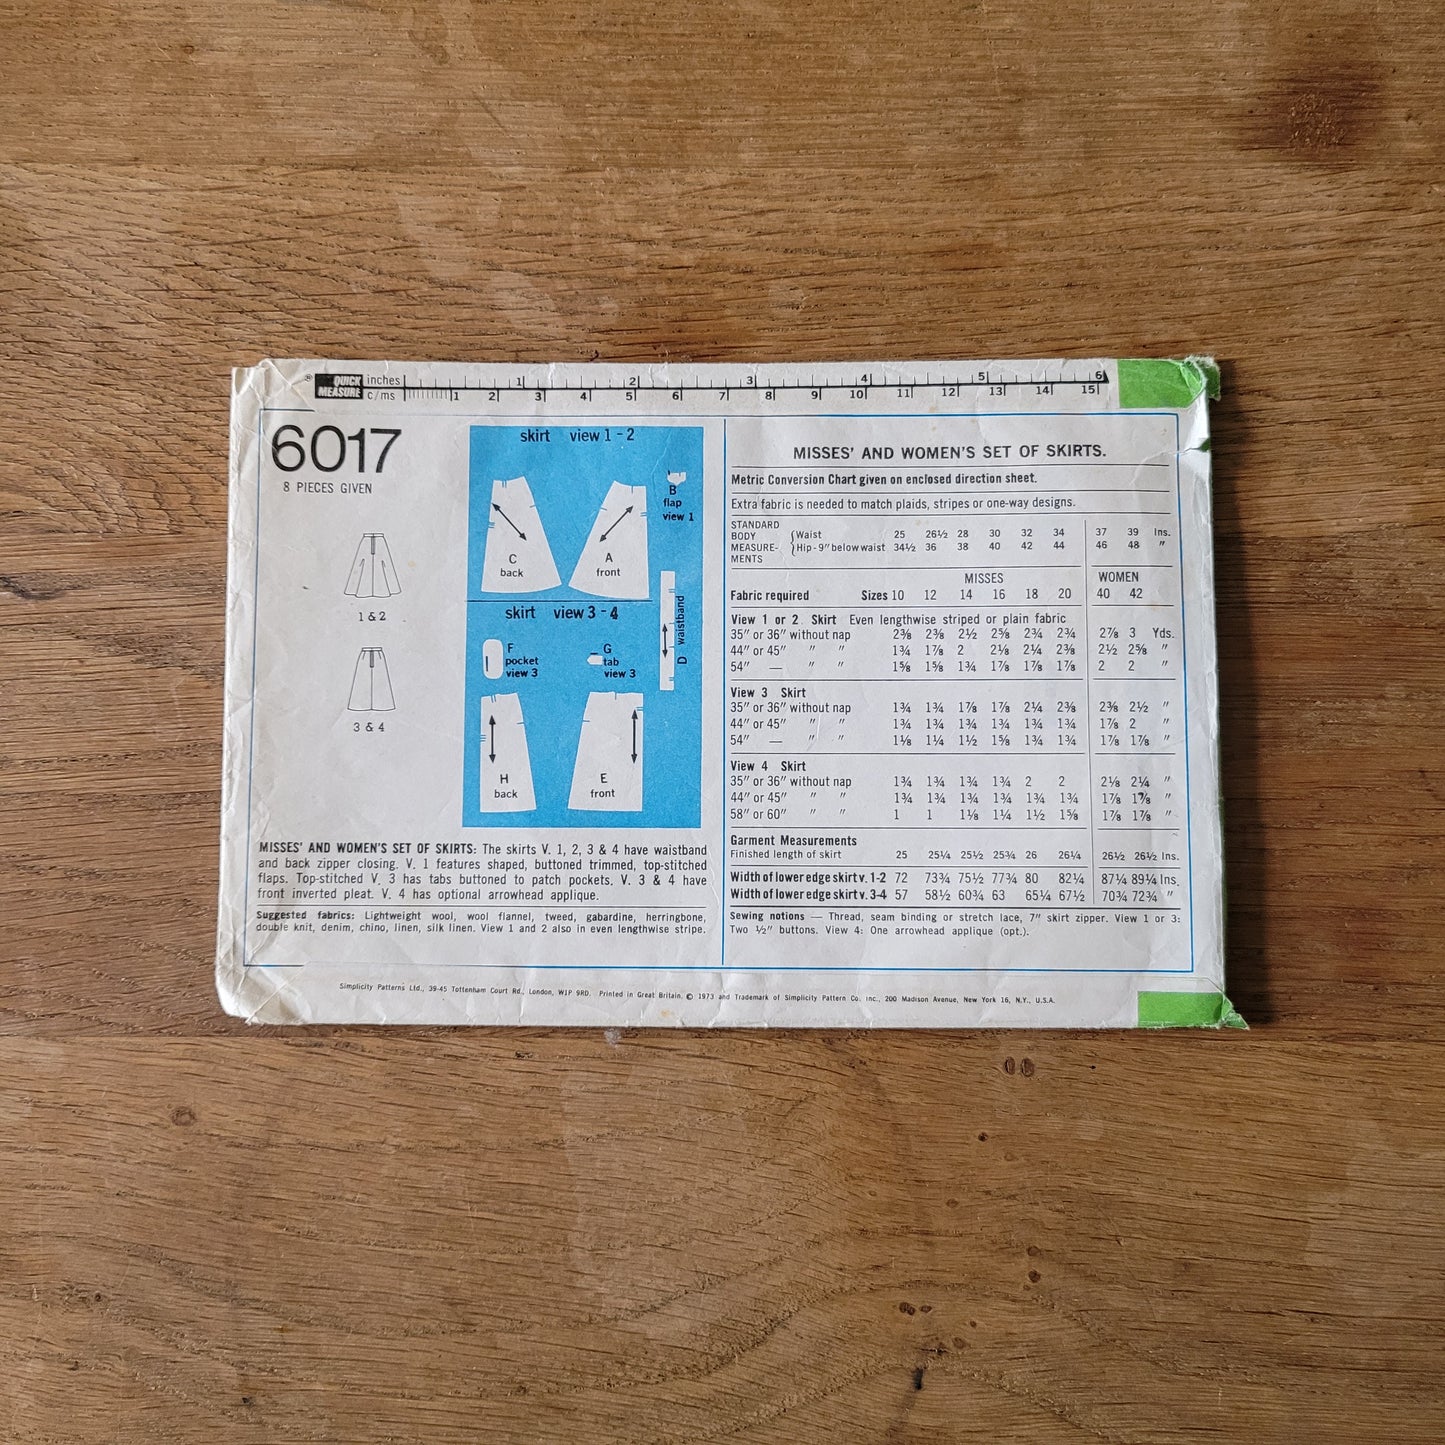 ® QUICK MEASURE
inches 1 2 3 4 5 6
c/ms 1 2 3 4 5 6 7 8 9 10 11 12 13 14 15
6017
8 PIECES GIVEN
1 & 2
3 & 4
skirt view 1 - 2
B
flap
view 1
C
back
A
front
D waistband
skirt view 3 - 4
F
pocket
view 3
G
tab
view 3
H
back
E
front
MISSES' AND WOMEN'S SET OF SKIRTS: The skirts V. 1, 2, 3 & 4 have waistband
and back zipper closing. V. 1 features shaped, buttoned trimmed, top-stitched
flaps. Top-stitched V. 3 has tabs buttoned to patch pockets. V. 3 & 4 have
front inverted pleat. V. 4 has optional arrowhead applique.
Suggested fabrics: Lightweight wool, wool flannel, tweed, gabardine, herringbone,
double knit, denim, chino, linen, silk linen. View 1 and 2 also in even lengthwise stripe.
MISSES' AND WOMEN'S SET OF SKIRTS.
Metric Conversion Chart given on enclosed direction sheet.
Extra fabric is needed to match plaids, stripes or one-way designs.
STANDARD
BODY
MEASURE-
MENTS
Waist 25 26½ 28 30 32 34 37 39 Ins.
Hip - 9" below waist 34½ 36 38 40 42 44 46 48 "
MISSES WOMEN
Fabric required Sizes 10 12 14 16 18 20 40 42
View 1 or 2 Skirt Even lengthwise striped or plain fabric
35" or 36" without nap 2⅜ 2⅜ 2½ 2⅝ 2¾ 2¾ 2⅞ 3 Yds.
44" or 45" " " 1¾ 1⅞ 2 2⅛ 2¼ 2⅜ 2½ 2⅝ "
54" — " " 1⅝ 1⅝ 1¾ 1⅞ 1⅞ 1⅞ 2 2 "
View 3 Skirt
35" or 36" without nap 1¾ 1¾ 1⅞ 1⅞ 2¼ 2⅜ 2⅜ 2½ "
44" or 45" " " 1¾ 1¾ 1¾ 1¾ 1¾ 1¾ 1⅞ 2 "
54" — " " 1⅛ 1¼ 1½ 1⅝ 1¾ 1¾ 1⅞ 1⅞ "
View 4 Skirt
35" or 36" without nap 1¾ 1¾ 1¾ 1¾ 2 2 2⅛ 2¼ "
44" or 45" " " 1¾ 1¾ 1¾ 1¾ 1¾ 1¾ 1⅞ 1⅞ "
58" or 60" " " 1 1 1⅛ 1¼ 1½ 1⅝ 1⅞ 1⅞ "
Garment Measurements
Finished length of skirt 25 25¼ 25½ 25¾ 26 26¼ 26½ 26½ Ins.
Width of lower edge skirt v. 1-2 72 73¾ 75½ 77¾ 80 82¼ 87¼ 89¼ Ins.
Width of lower edge skirt v. 3-4 57 58½ 60¾ 63 65¼ 67½ 70¾ 72¾ "
Sewing notions — Thread, seam binding or stretch lace, 7" skirt zipper. View 1 or 3:
Two ½" buttons. View 4: One arrowhead applique (opt.).
Simplicity Patterns Ltd., 39-45 Tottenham Court Rd., London, W1P 9RD. Printed in Great Britain. © 1973 and Trademark of Simplicity Pattern Co. Inc., 200 Madison Avenue, New York 16, N.Y., U.S.A.